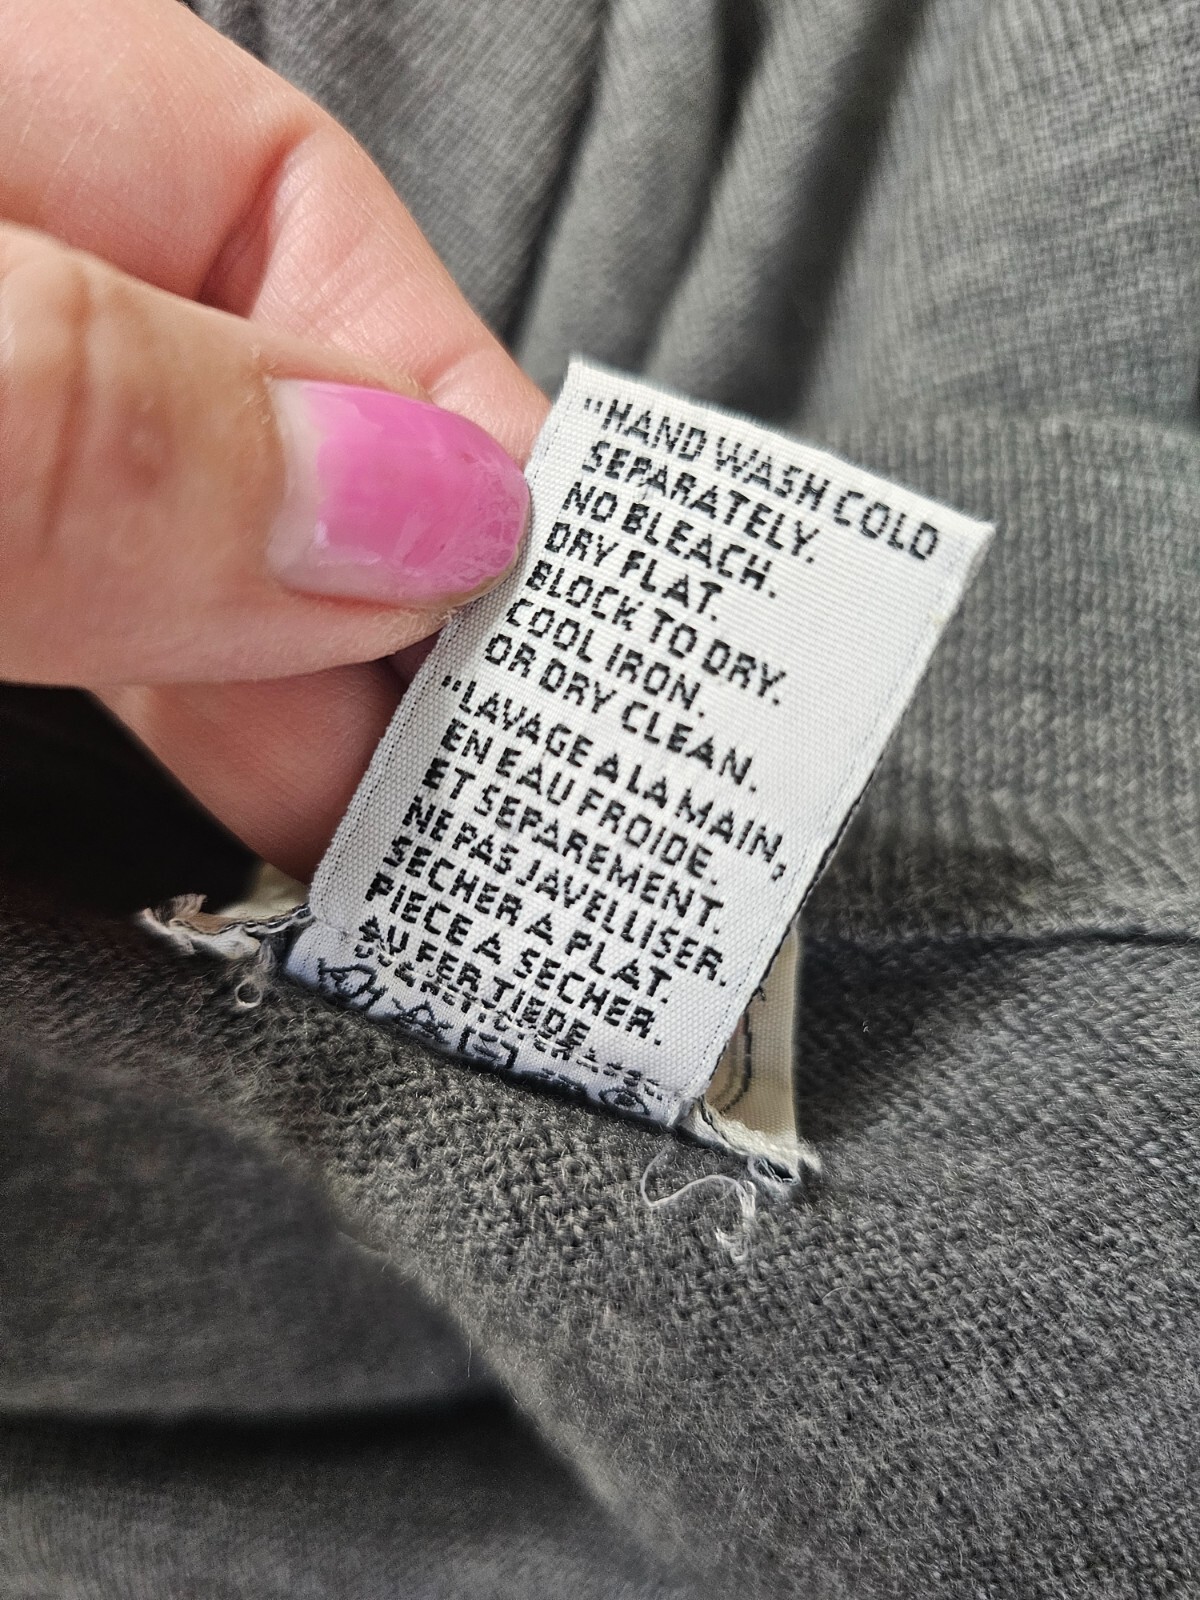 "HAND WASH COLD
SEPARATELY.
NO BLEACH.
DRY FLAT.
BLOCK TO DRY.
COOL IRON.
OR DRY CLEAN.
"LAVAGE A LA MAIN,
EN EAU FROIDE.
ET SEPAREMENT.
NE PAS JAVELLISER.
SECHER A PLAT.
PIECE A SECHER.
AU FER TIEDE